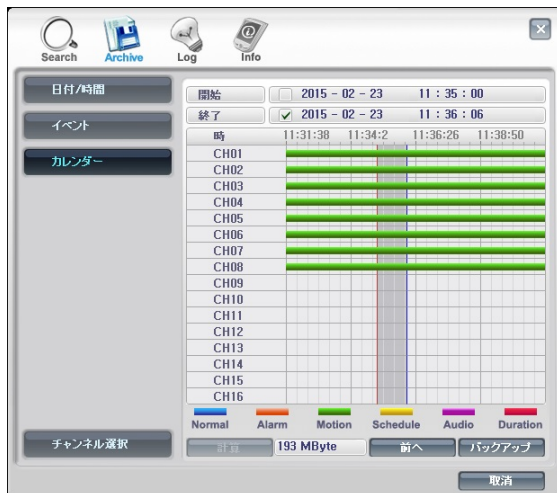 Search Archive Log Info
日付/時間
イベント
カレンダー
チャンネル選択
開始 2015 - 02 - 23 11 : 35 : 00
終了 2015 - 02 - 23 11 : 36 : 06
時 11:31:38 11:34:2 11:36:26 11:38:50
CH01
CH02
CH03
CH04
CH05
CH06
CH07
CH08
CH09
CH10
CH11
CH12
CH13
CH14
CH15
CH16
Normal Alarm Motion Schedule Audio Duration
計算 193 MByte 前へ バックアップ
取消